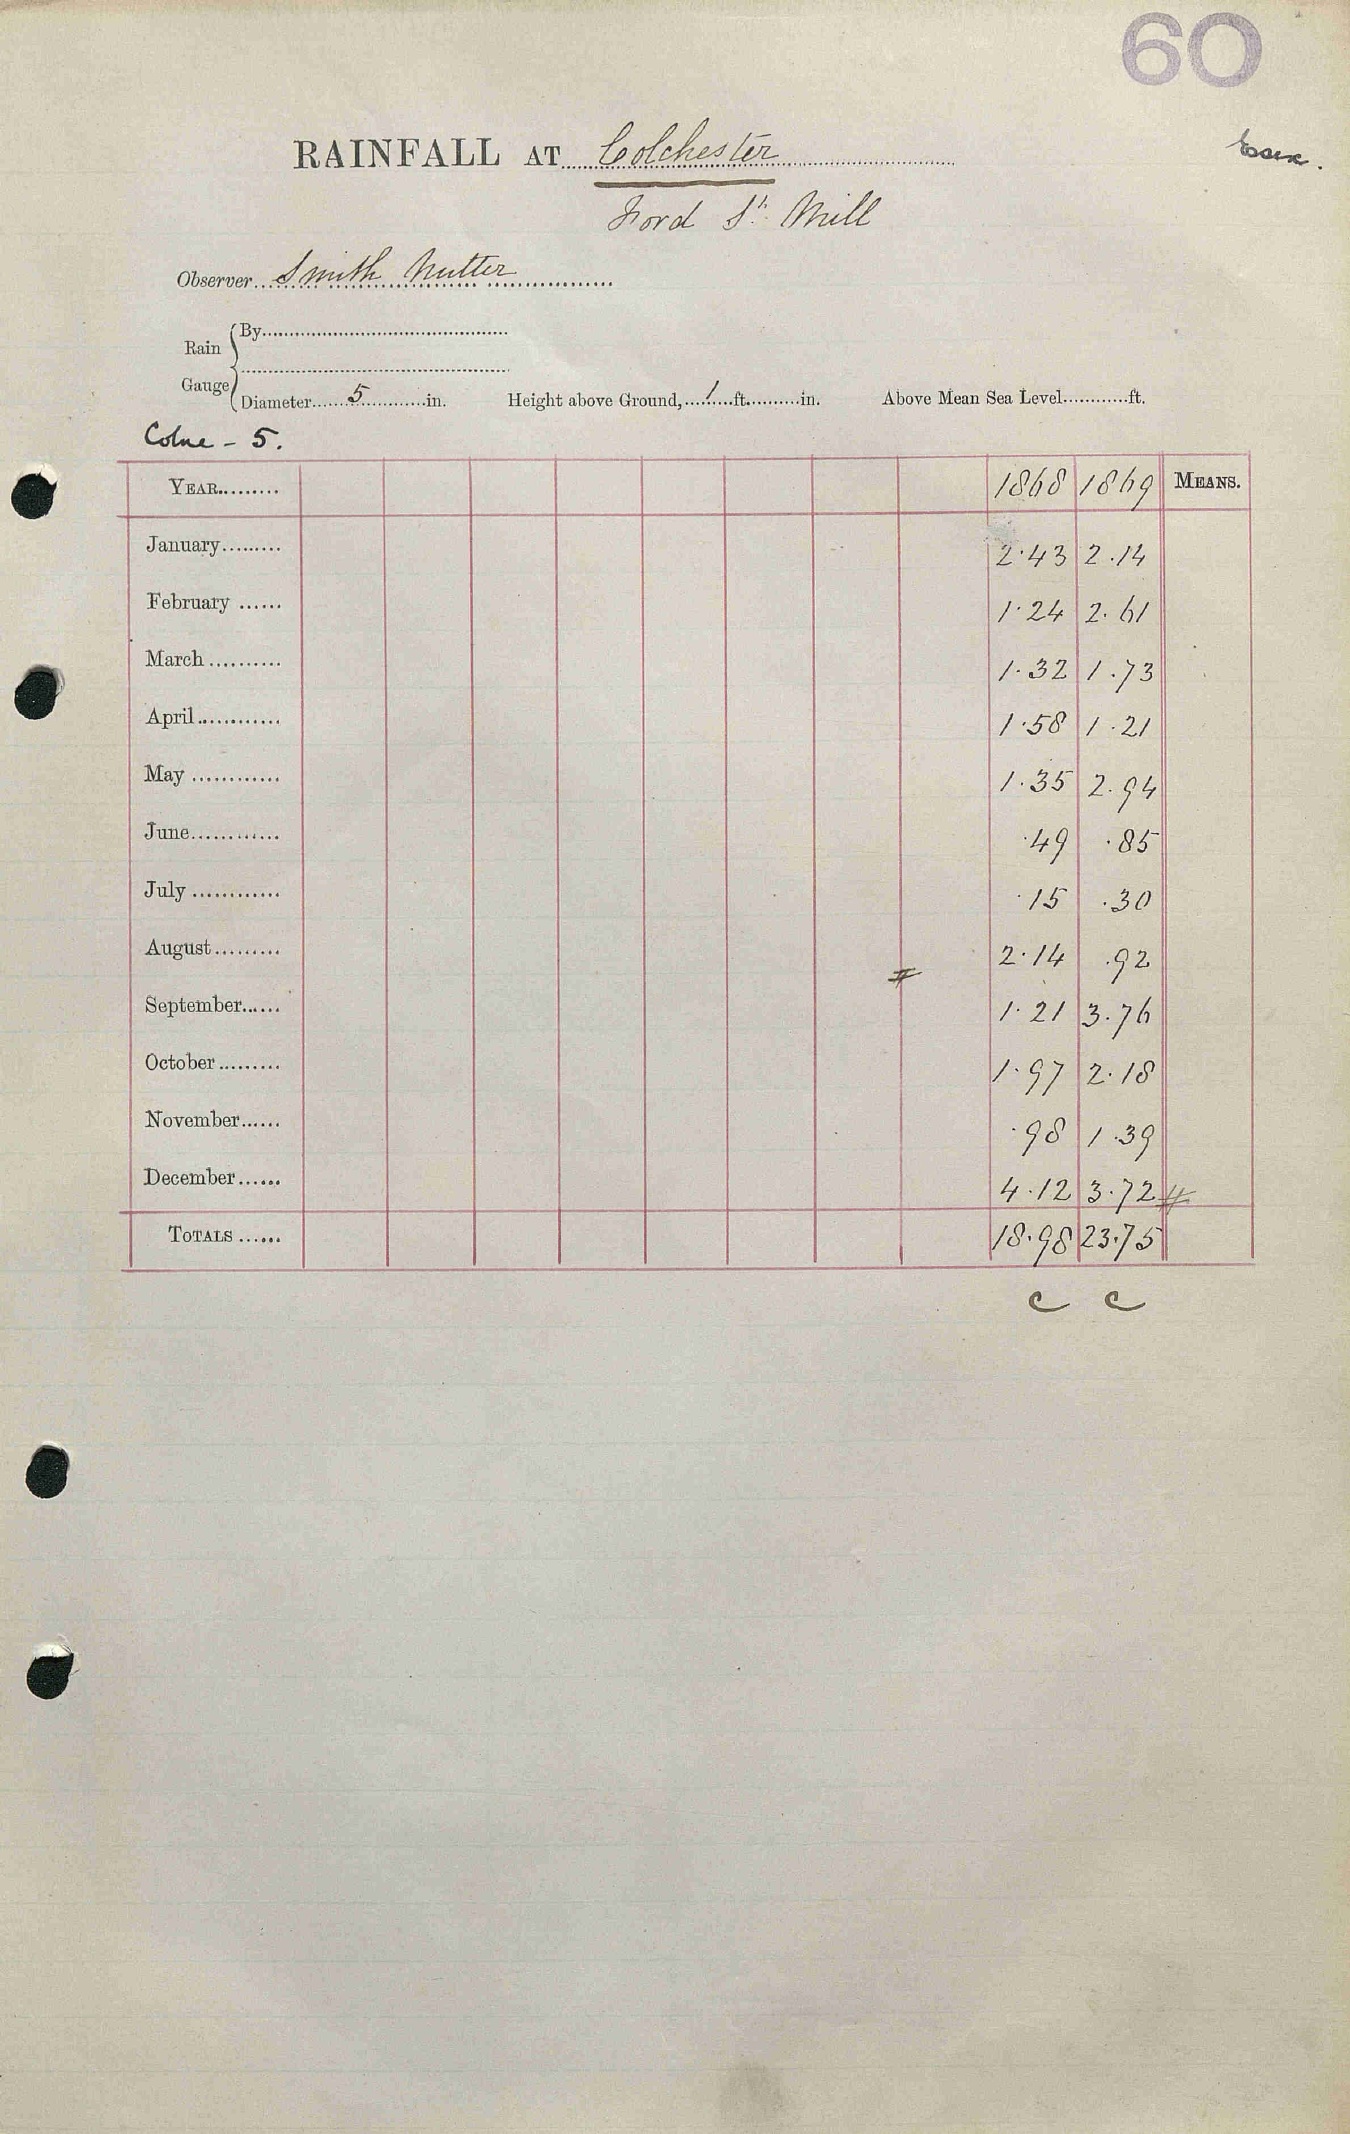 60
RAINFALL AT Colchester
Essex.
Ford St. Mill
Observer Smith Nutter
Rain Gauge
By
Diameter 5 in. Height above Ground, 1 ft. in. Above Mean Sea Level ft.
Colne - 5.
YEAR 1868 1869 MEANS.
January 2.43 2.14
February 1.24 2.61
March 1.32 1.73
April 1.58 1.21
May 1.35 2.94
June .49 .85
July .15 .30
August 2.14 .92
September 1.21 3.76
October 1.97 2.18
November .98 1.39
December 4.12 3.72
TOTALS 18.98 23.75
C C